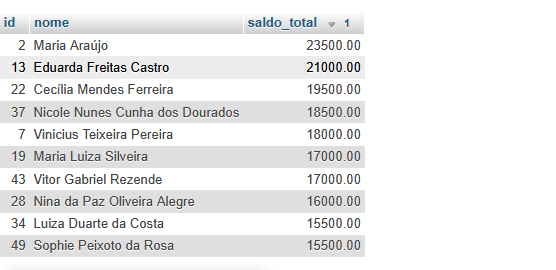 id nome saldo_total 1
2 Maria Araújo 23500.00
13 Eduarda Freitas Castro 21000.00
22 Cecília Mendes Ferreira 19500.00
37 Nicole Nunes Cunha dos Dourados 18500.00
7 Vinicius Teixeira Pereira 18000.00
19 Maria Luiza Silveira 17000.00
43 Vitor Gabriel Rezende 17000.00
28 Nina da Paz Oliveira Alegre 16000.00
34 Luiza Duarte da Costa 15500.00
49 Sophie Peixoto da Rosa 15500.00